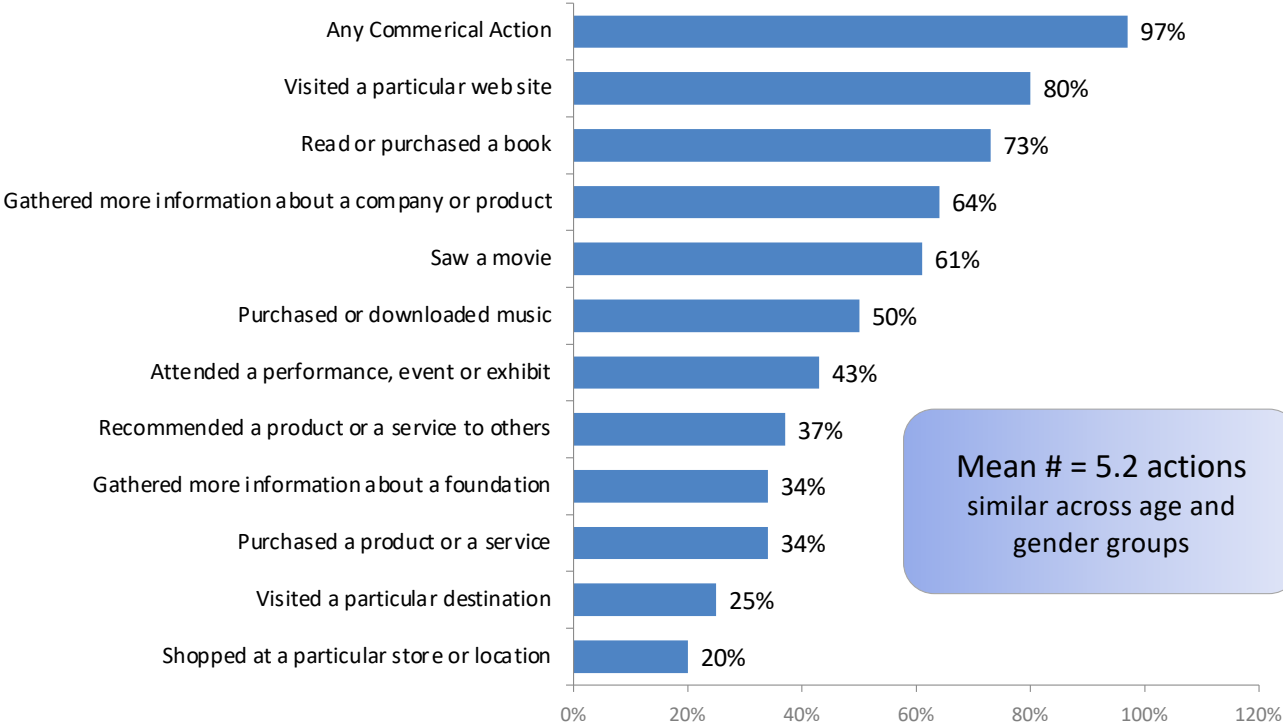 Any Commerical Action
97%
Visited a particular web site
80%
Read or purchased a book
73%
Gathered more information about a company or product
64%
Saw a movie
61%
Purchased or downloaded music
50%
Attended a performance, event or exhibit
43%
Recommended a product or a service to others
37%
Gathered more information about a foundation
34%
Purchased a product or a service
34%
Visited a particular destination
25%
Shopped at a particular store or location
20%
Mean # = 5.2 actions
similar across age and
gender groups
0% 20% 40% 60% 80% 100% 120%